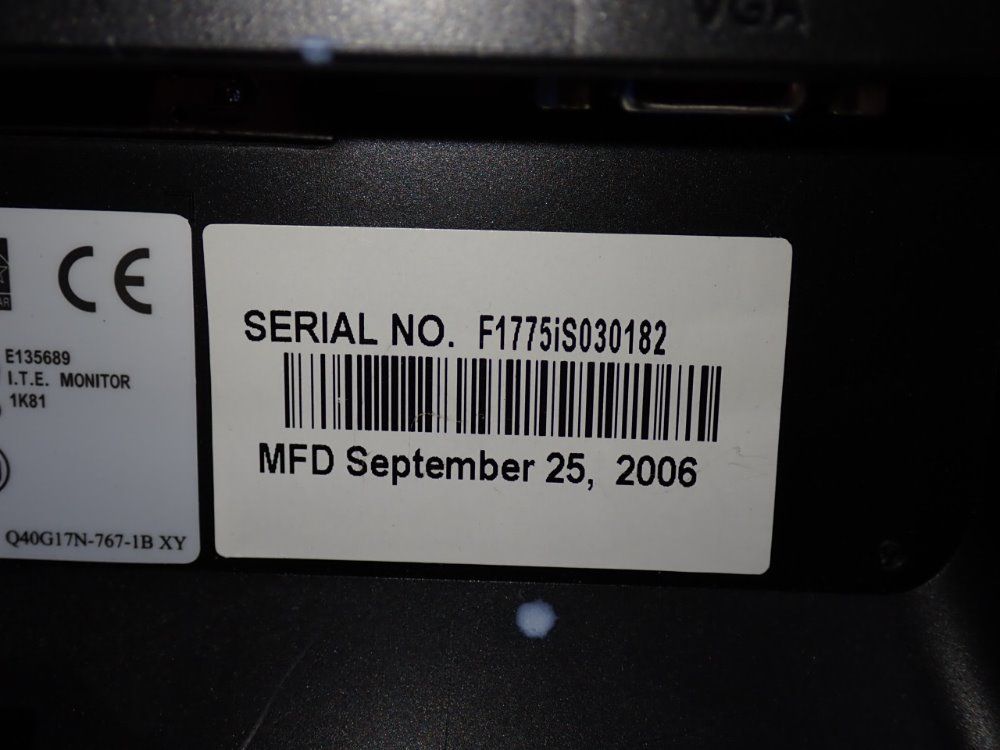 VGA
CE
E135689
I.T.E. MONITOR
1K81
Q40G17N-767-1B XY
SERIAL NO. F1775iS030182
MFD September 25, 2006